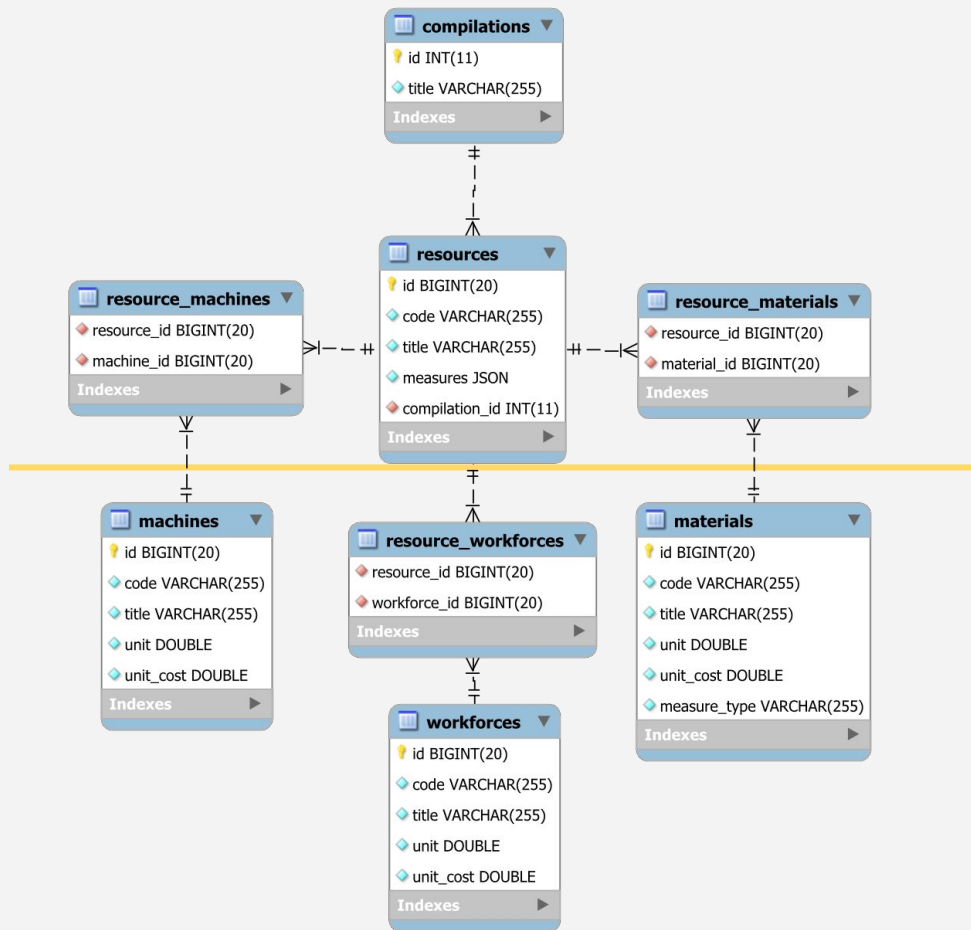 compilations
id INT(11)
title VARCHAR(255)
Indexes
resources
id BIGINT(20)
code VARCHAR(255)
title VARCHAR(255)
measures JSON
compilation_id INT(11)
Indexes
resource_machines
resource_id BIGINT(20)
machine_id BIGINT(20)
Indexes
resource_materials
resource_id BIGINT(20)
material_id BIGINT(20)
Indexes
machines
id BIGINT(20)
code VARCHAR(255)
title VARCHAR(255)
unit DOUBLE
unit_cost DOUBLE
Indexes
resource_workforces
resource_id BIGINT(20)
workforce_id BIGINT(20)
Indexes
materials
id BIGINT(20)
code VARCHAR(255)
title VARCHAR(255)
unit DOUBLE
unit_cost DOUBLE
measure_type VARCHAR(255)
Indexes
workforces
id BIGINT(20)
code VARCHAR(255)
title VARCHAR(255)
unit DOUBLE
unit_cost DOUBLE
Indexes